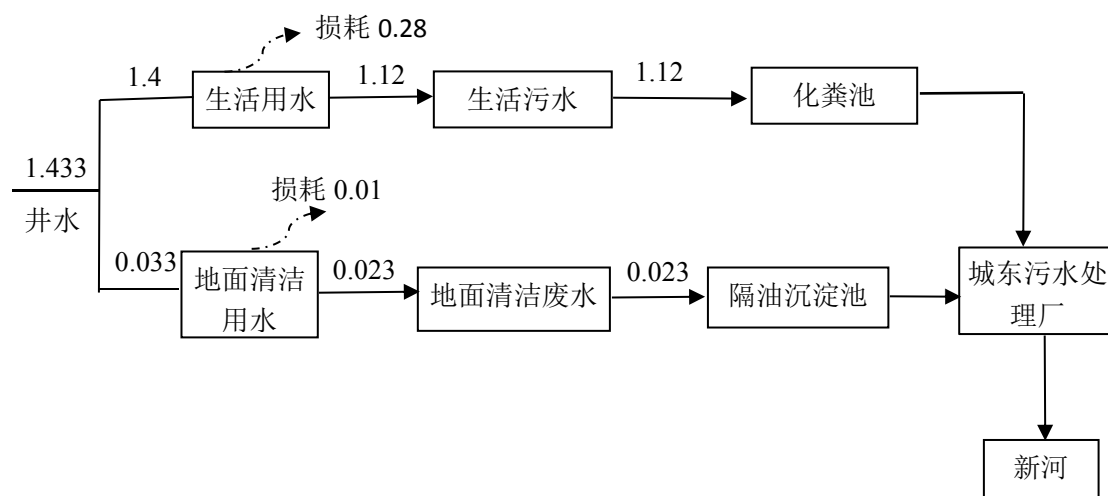 损耗 0.28
1.4
生活用水
1.12
生活污水
1.12
化粪池
1.433
井水
损耗 0.01
0.033
地面清洁
用水
0.023
地面清洁废水
0.023
隔油沉淀池
城东污水处
理厂
新河